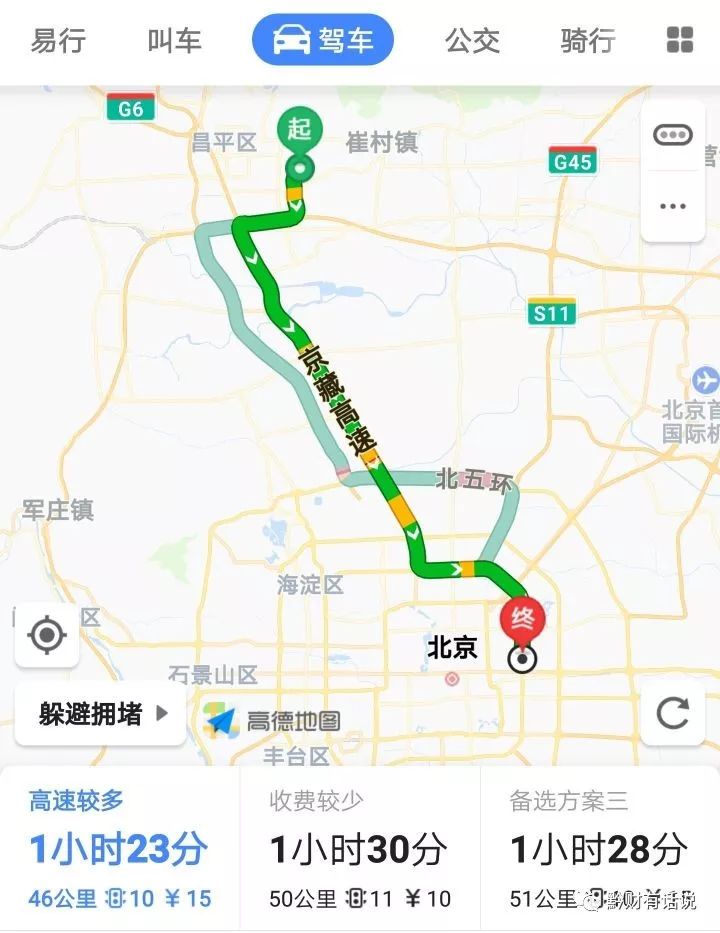 易行 叫车 驾车 公交 骑行
G6
起
昌平区
崔村镇
G45
S11
京藏高速
北京首
国际机
北五环
军庄镇
海淀区
终
区
北京
石景山区
躲避拥堵
高德地图
丰台区
高速较多
1小时23分
46公里 10 ¥15
收费较少
1小时30分
50公里 11 ¥10
备选方案三
1小时28分
51公里
黔财有话说